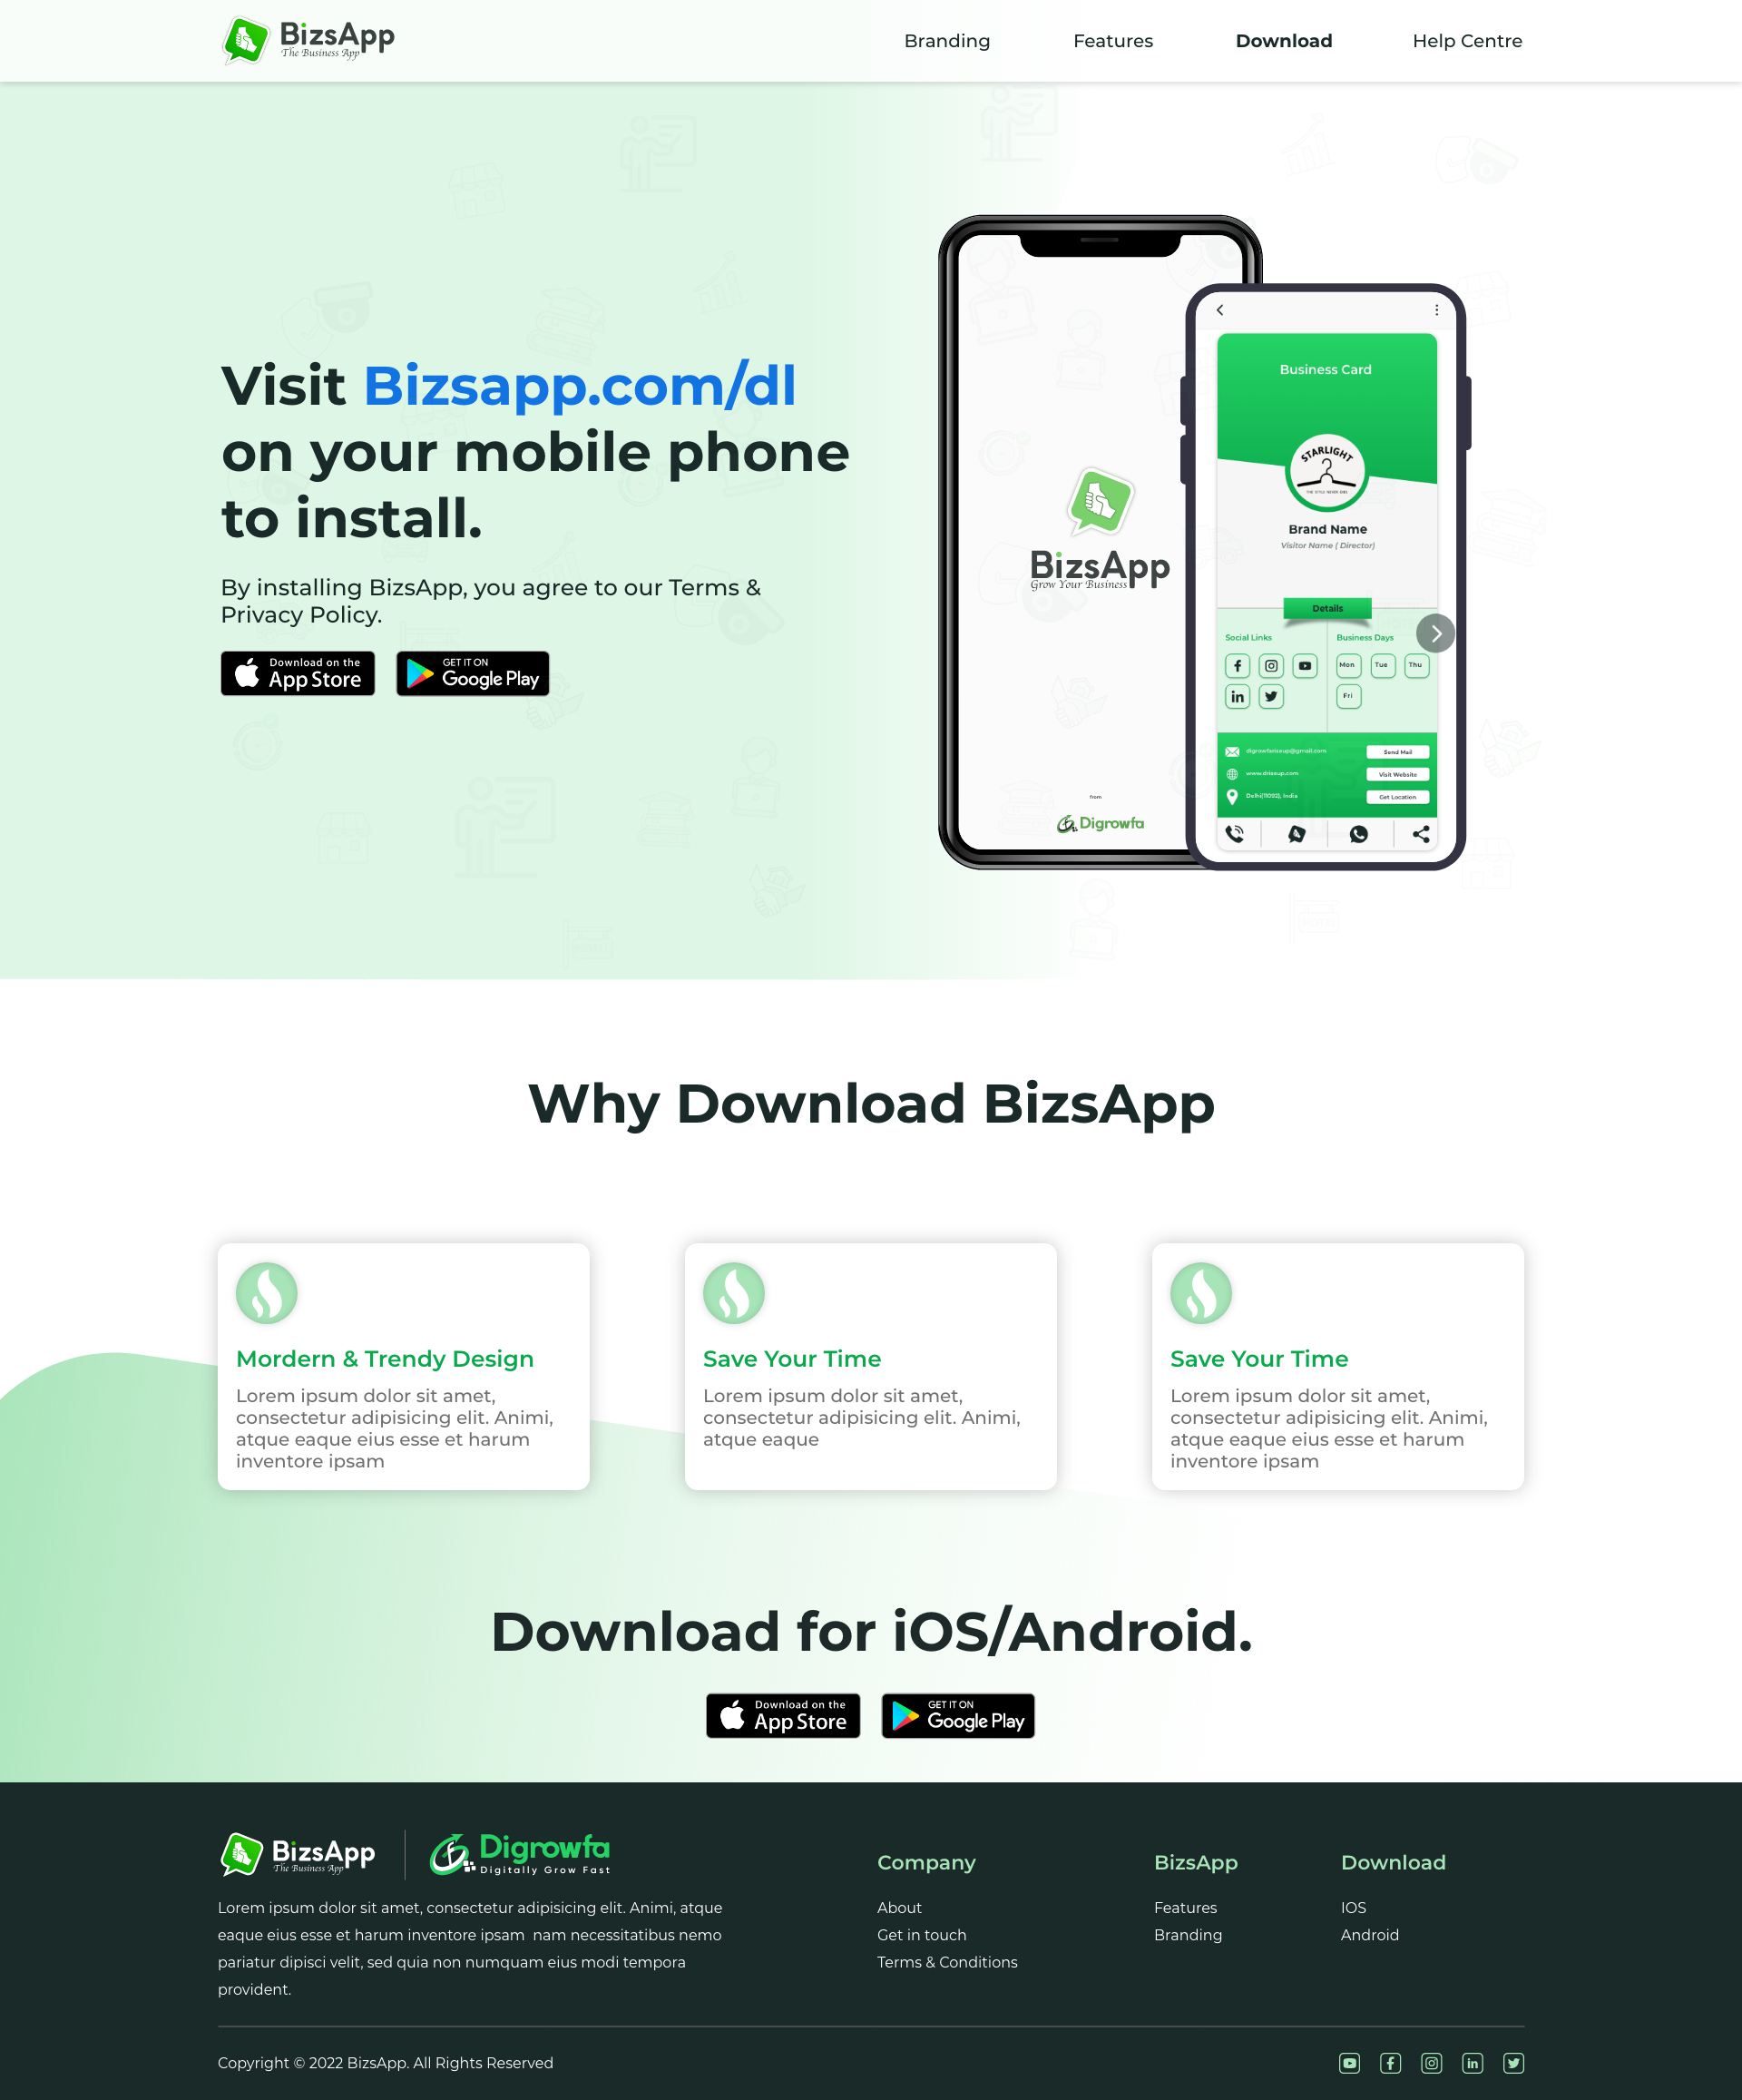 BizsApp
The Business App
Branding
Features
Download
Help Centre
Visit Bizsapp.com/dl
on your mobile phone
to install.
By installing BizsApp, you agree to our Terms &
Privacy Policy.
Download on the
App Store
GET IT ON
Google Play
BizsApp
Grow Your Business
from
Digrowfa
Business Card
STARLIGHT
Brand Name
Visitor Name ( Director)
Details
Social Links
Business Days
Mon
Tue
Thu
Fri
Send Mail
Visit Website
Delhi(11092), India
Get Location
Why Download BizsApp
Mordern & Trendy Design
Lorem ipsum dolor sit amet,
consectetur adipisicing elit. Animi,
atque eaque eius esse et harum
inventore ipsam
Save Your Time
Lorem ipsum dolor sit amet,
consectetur adipisicing elit. Animi,
atque eaque
Save Your Time
Lorem ipsum dolor sit amet,
consectetur adipisicing elit. Animi,
atque eaque eius esse et harum
inventore ipsam
Download for iOS/Android.
Download on the
App Store
GET IT ON
Google Play
BizsApp
The Business App
Digrowfa
Digitally Grow Fast
Lorem ipsum dolor sit amet, consectetur adipisicing elit. Animi, atque
eaque eius esse et harum inventore ipsam  nam necessitatibus nemo
pariatur dipisci velit, sed quia non numquam eius modi tempora
provident.
Company
About
Get in touch
Terms & Conditions
BizsApp
Features
Branding
Download
IOS
Android
Copyright © 2022 BizsApp. All Rights Reserved